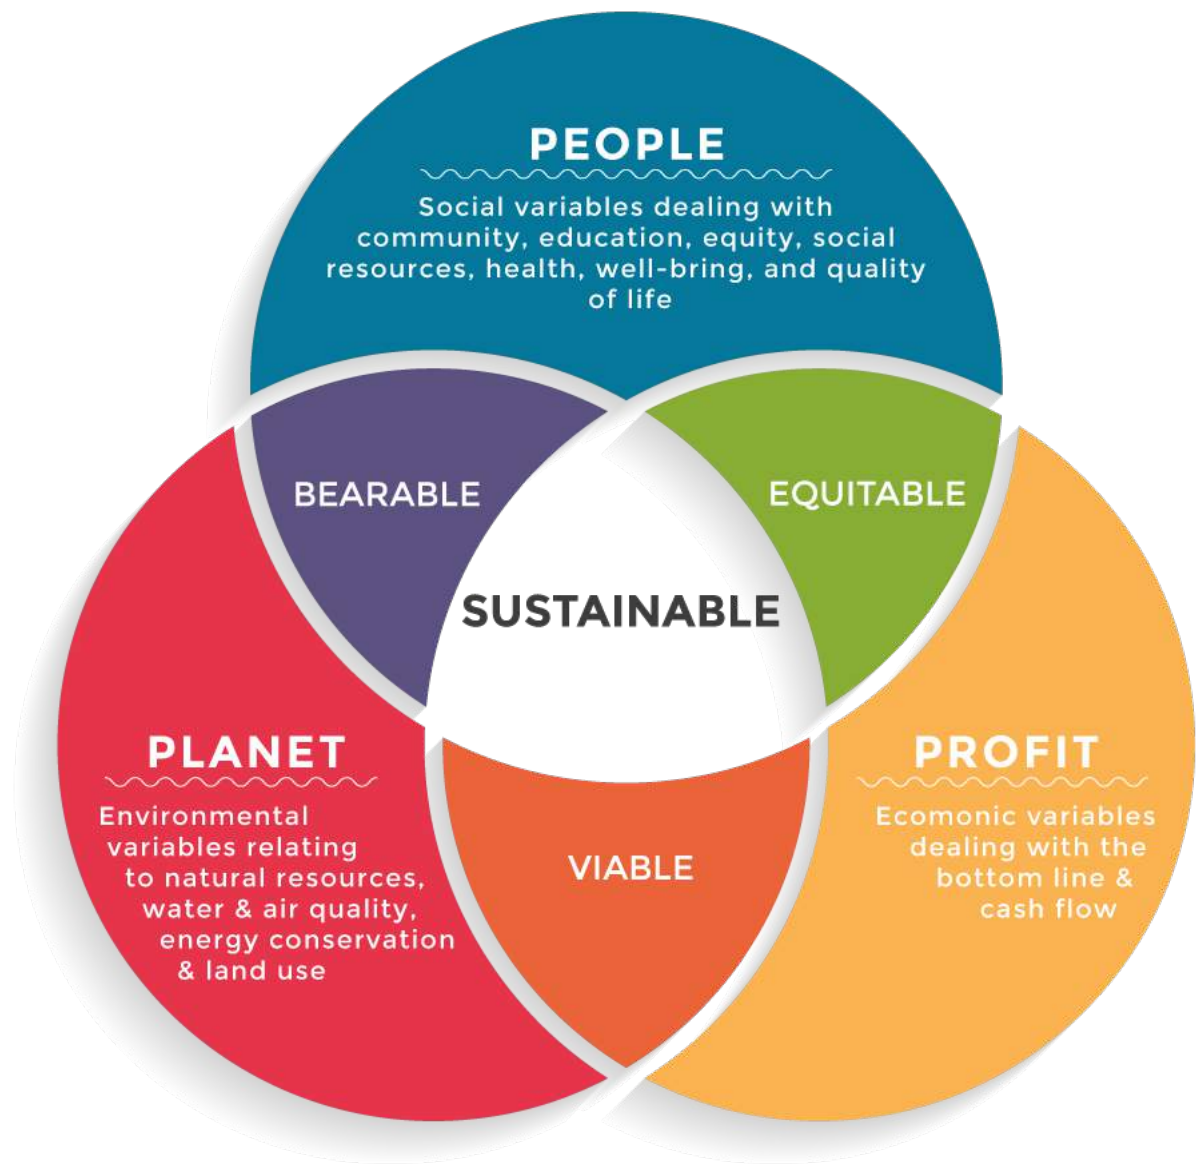 PEOPLE
Social variables dealing with
community, education, equity, social
resources, health, well-bring, and quality
of life
BEARABLE
EQUITABLE
SUSTAINABLE
PLANET
Environmental
variables relating
to natural resources,
water & air quality,
energy conservation
& land use
VIABLE
PROFIT
Ecomonic variables
dealing with the
bottom line &
cash flow